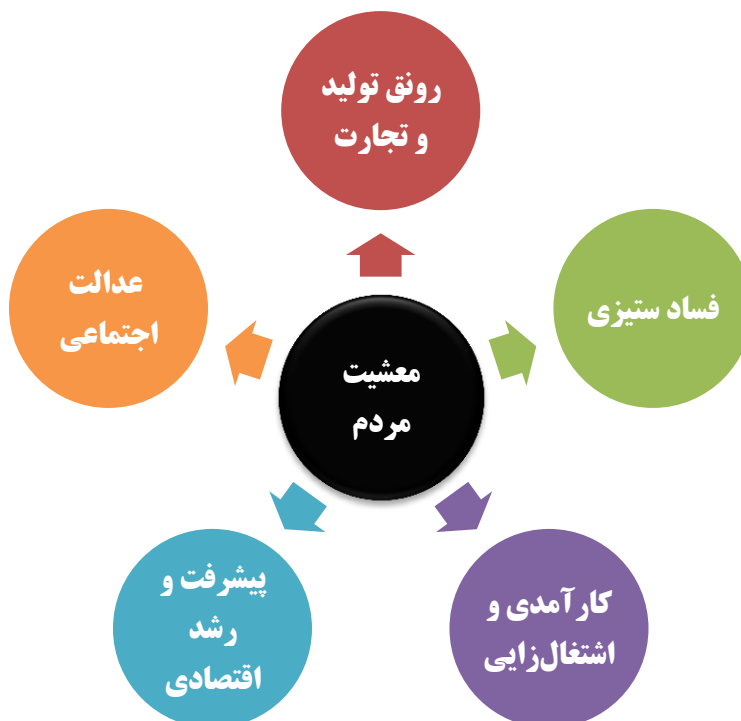 رونق تولید
و تجارت
فساد ستیزی
عدالت
اجتماعی
معشیت
مردم
کارآمدی و
اشتغال‌زایی
پیشرفت و
رشد
اقتصادی